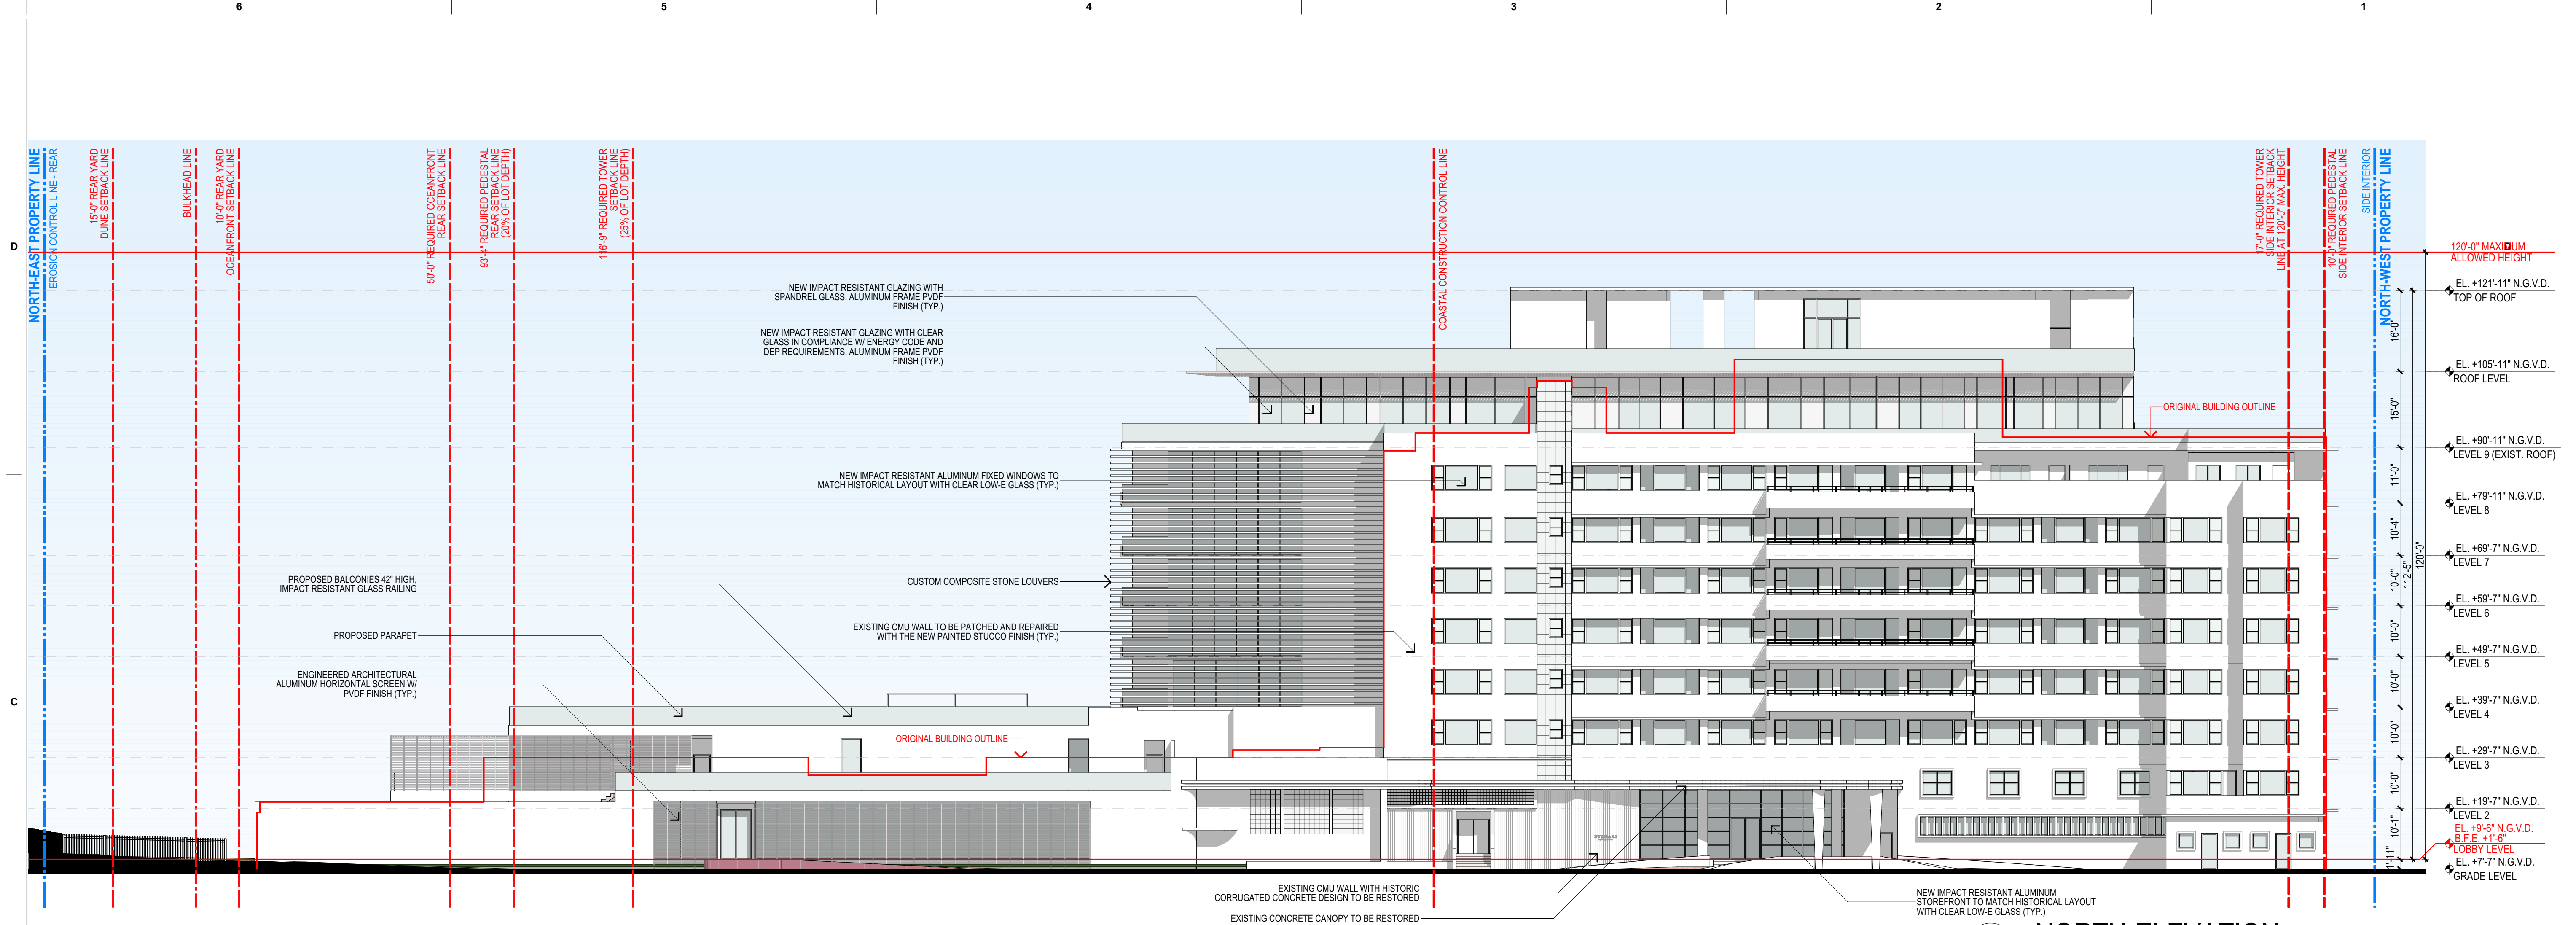 6
5
4
3
2
1
D
C
NORTH-EAST PROPERTY LINE
EROSION CONTROL LINE - REAR
15'-0" REAR YARD
DUNE SETBACK LINE
BULKHEAD LINE
10'-0" REAR YARD
OCEANFRONT SETBACK LINE
50'-0" REQUIRED OCEANFRONT
REAR SETBACK LINE
93'-4" REQUIRED PEDESTAL
REAR SETBACK LINE
(20% OF LOT DEPTH)
116'-9" REQUIRED TOWER
SETBACK LINE
(25% OF LOT DEPTH)
COASTAL CONSTRUCTION CONTROL LINE
17'-0" REQUIRED TOWER
SIDE INTERIOR SETBACK
LINE AT 120'-0" MAX. HEIGHT
10'-0" REQUIRED PEDESTAL
SIDE INTERIOR SETBACK LINE
SIDE INTERIOR
NORTH-WEST PROPERTY LINE
NEW IMPACT RESISTANT GLAZING WITH
SPANDREL GLASS. ALUMINUM FRAME PVDF
FINISH (TYP.)
NEW IMPACT RESISTANT GLAZING WITH CLEAR
GLASS IN COMPLIANCE W/ ENERGY CODE AND
DEP REQUIREMENTS. ALUMINUM FRAME PVDF
FINISH (TYP.)
NEW IMPACT RESISTANT ALUMINUM FIXED WINDOWS TO
MATCH HISTORICAL LAYOUT WITH CLEAR LOW-E GLASS (TYP.)
CUSTOM COMPOSITE STONE LOUVERS
EXISTING CMU WALL TO BE PATCHED AND REPAIRED
WITH THE NEW PAINTED STUCCO FINISH (TYP.)
PROPOSED BALCONIES 42" HIGH,
IMPACT RESISTANT GLASS RAILING
PROPOSED PARAPET
ENGINEERED ARCHITECTURAL
ALUMINUM HORIZONTAL SCREEN W/
PVDF FINISH (TYP.)
ORIGINAL BUILDING OUTLINE
ORIGINAL BUILDING OUTLINE
EXISTING CMU WALL WITH HISTORIC
CORRUGATED CONCRETE DESIGN TO BE RESTORED
EXISTING CONCRETE CANOPY TO BE RESTORED
NEW IMPACT RESISTANT ALUMINUM
STOREFRONT TO MATCH HISTORICAL LAYOUT
WITH CLEAR LOW-E GLASS (TYP.)
BVLGARI
120'-0" MAXIMUM
D
ALLOWED HEIGHT
EL. +121'-11" N.G.V.D.
TOP OF ROOF
16'-0"
EL. +105'-11" N.G.V.D.
ROOF LEVEL
15'-0"
EL. +90'-11" N.G.V.D.
LEVEL 9 (EXIST. ROOF)
11'-0"
EL. +79'-11" N.G.V.D.
LEVEL 8
10'-4"
EL. +69'-7" N.G.V.D.
LEVEL 7
10'-0"
112'-5"
120'-0"
EL. +59'-7" N.G.V.D.
LEVEL 6
10'-0"
EL. +49'-7" N.G.V.D.
LEVEL 5
10'-0"
EL. +39'-7" N.G.V.D.
LEVEL 4
10'-0"
EL. +29'-7" N.G.V.D.
LEVEL 3
10'-0"
EL. +19'-7" N.G.V.D.
LEVEL 2
10'-1"
EL. +9'-6" N.G.V.D.
B.F.E. +1'-6"
LOBBY LEVEL
1'-11"
EL. +7'-7" N.G.V.D.
GRADE LEVEL
NORTH ELEVATION